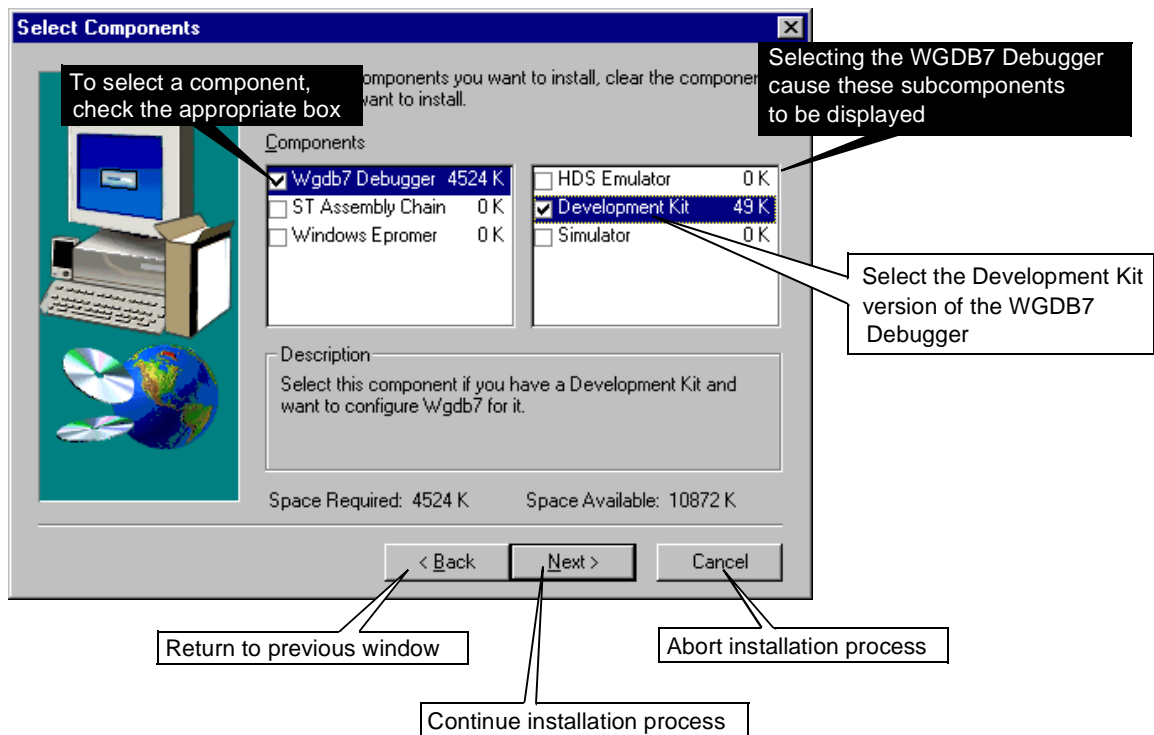 Select Components
To select a component,
check the appropriate box
components you want to install, clear the
want to install.
Selecting the WGDB7 Debugger
cause these subcomponents
to be displayed
Components
Wgdb7 Debugger 4524 K
ST Assembly Chain 0 K
Windows Epromer 0 K
HDS Emulator 0 K
Development Kit 49 K
Simulator 0 K
Select the Development Kit
version of the WGDB7
Debugger
Description
Select this component if you have a Development Kit and
want to configure Wgdb7 for it.
Space Required: 4524 K Space Available: 10872 K
< Back Next > Cancel
Return to previous window
Abort installation process
Continue installation process